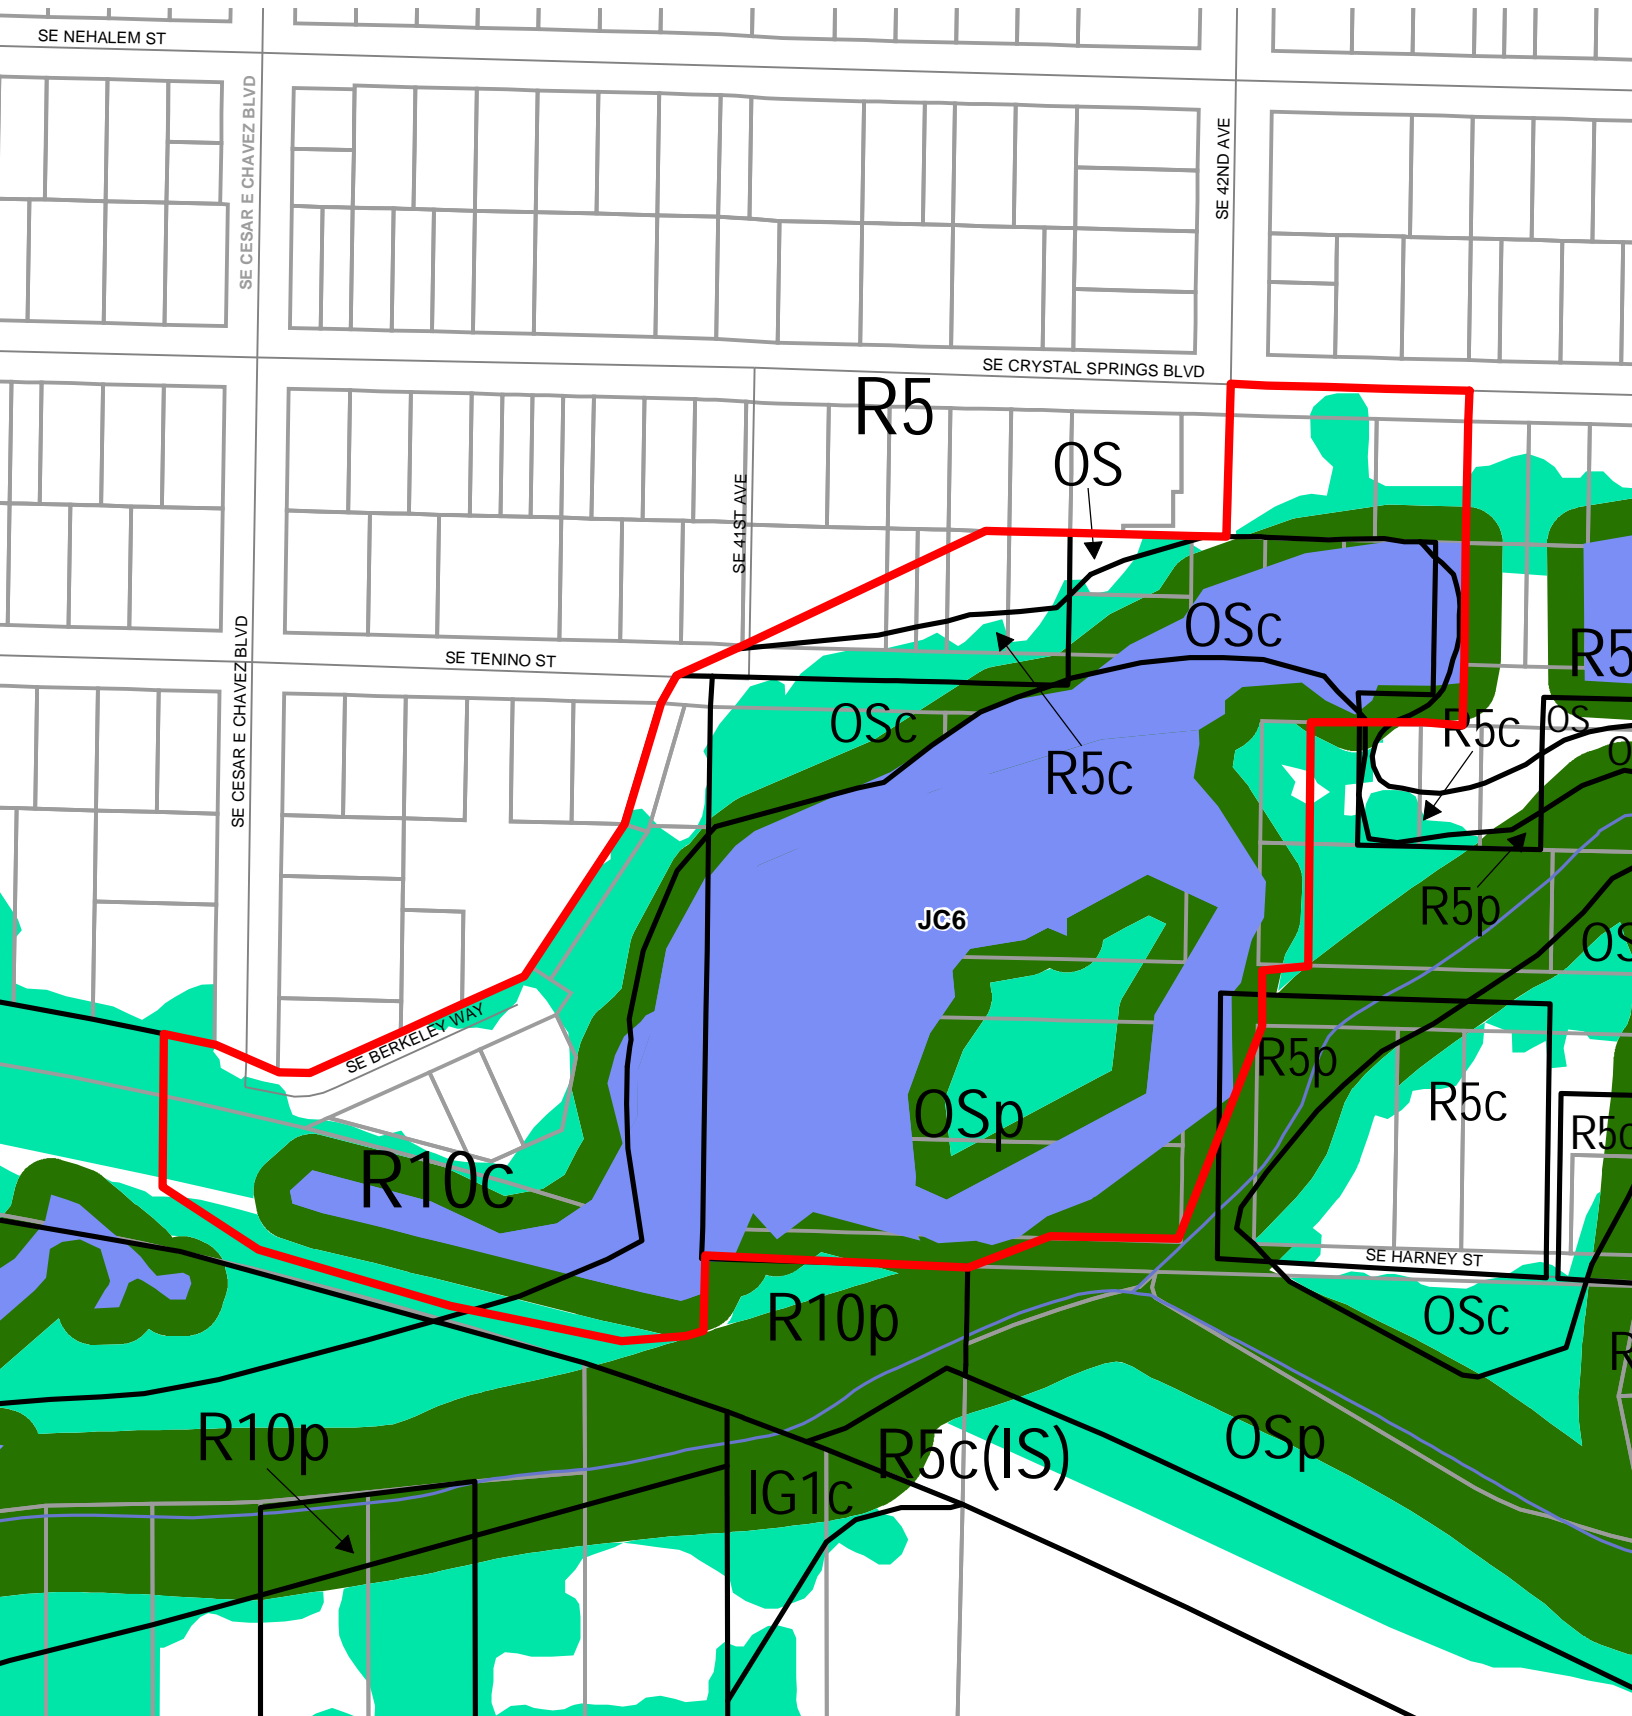 SE NEHALEM ST
SE CESAR E CHAVEZ BLVD
SE 42ND AVE
SE CRYSTAL SPRINGS BLVD
R5
OS
SE 41ST AVE
SE CESAR E CHAVEZ BLVD
SE TENINO ST
OSc
R5
OSc
R5c
R5c
OS
JC6
R5p
SE BERKELEY WAY
R5p
R5c
OSp
R5c
R10c
SE HARNEY ST
R10p
OSc
R10p
R5c(IS)
OSp
IG1c